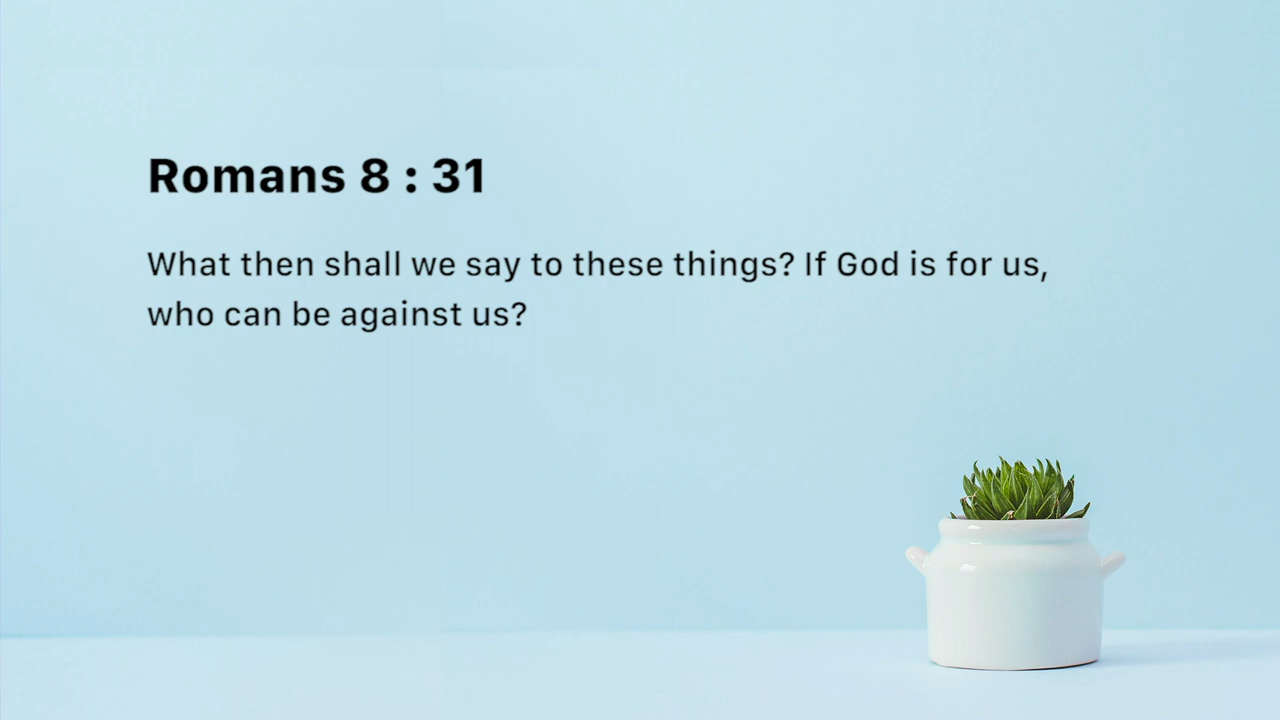 Romans 8 : 31
What then shall we say to these things? If God is for us,
who can be against us?